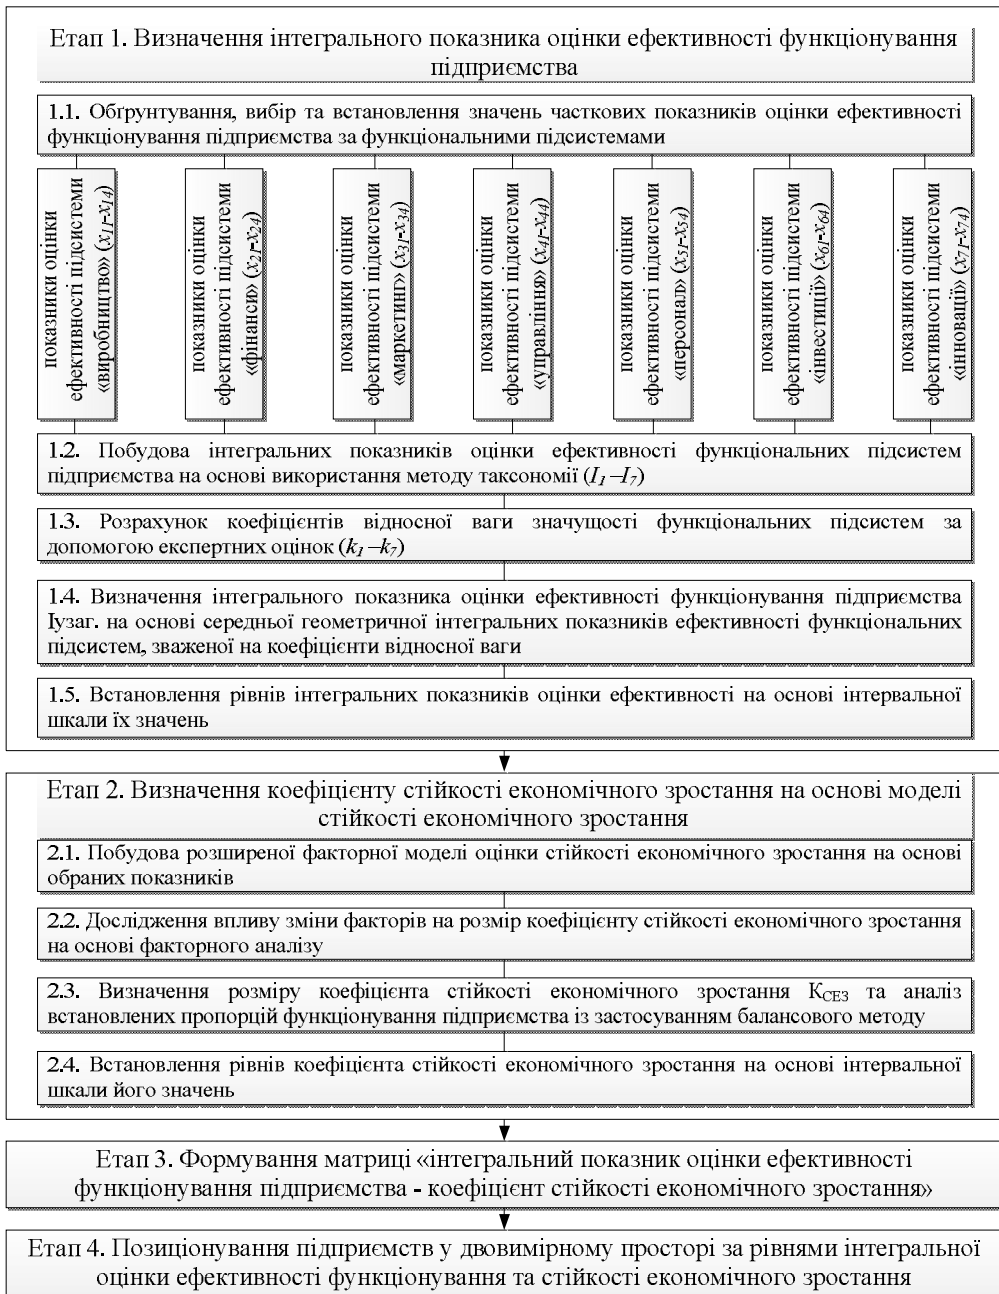 Етап 1. Визначення інтегрального показника оцінки ефективності функціонування
підприємства
1.1. Обґрунтування, вибір та встановлення значень часткових показників оцінки ефективності
функціонування підприємства за функціональними підсистемами
показники оцінки
ефективності підсистеми
«виробництво» (x11-x14)
показники оцінки
ефективності підсистеми
«фінанси» (x21-x24)
показники оцінки
ефективності підсистеми
«маркетинг» (x31-x34)
показники оцінки
ефективності підсистеми
«управління» (x41-x44)
показники оцінки
ефективності підсистеми
«персонал» (x51-x54)
показники оцінки
ефективності підсистеми
«інвестиції» (x61-x64)
показники оцінки
ефективності підсистеми
«інновації» (x71-x74)
1.2. Побудова інтегральних показників оцінки ефективності функціональних підсистем
підприємства на основі використання методу таксономії (I1 –I7)
1.3. Розрахунок коефіцієнтів відносної ваги значущості функціональних підсистем за
допомогою експертних оцінок (k1 –k7)
1.4. Визначення інтегрального показника оцінки ефективності функціонування підприємства
Іузаг. на основі середньої геометричної інтегральних показників ефективності функціональних
підсистем, зваженої на коефіцієнти відносної ваги
1.5. Встановлення рівнів інтегральних показників оцінки ефективності на основі інтервальної
шкали їх значень
Етап 2. Визначення коефіцієнту стійкості економічного зростання на основі моделі
стійкості економічного зростання
2.1. Побудова розширеної факторної моделі оцінки стійкості економічного зростання на основі
обраних показників
2.2. Дослідження впливу зміни факторів на розмір коефіцієнту стійкості економічного зростання
на основі факторного аналізу
2.3. Визначення розміру коефіцієнта стійкості економічного зростання КСЕЗ та аналіз
встановлених пропорцій функціонування підприємства із застосуванням балансового методу
2.4. Встановлення рівнів коефіцієнта стійкості економічного зростання на основі інтервальної
шкали його значень
Етап 3. Формування матриці «інтегральний показник оцінки ефективності
функціонування підприємства - коефіцієнт стійкості економічного зростання»
Етап 4. Позиціонування підприємств у двовимірному просторі за рівнями інтегральної
оцінки ефективності функціонування та стійкості економічного зростання